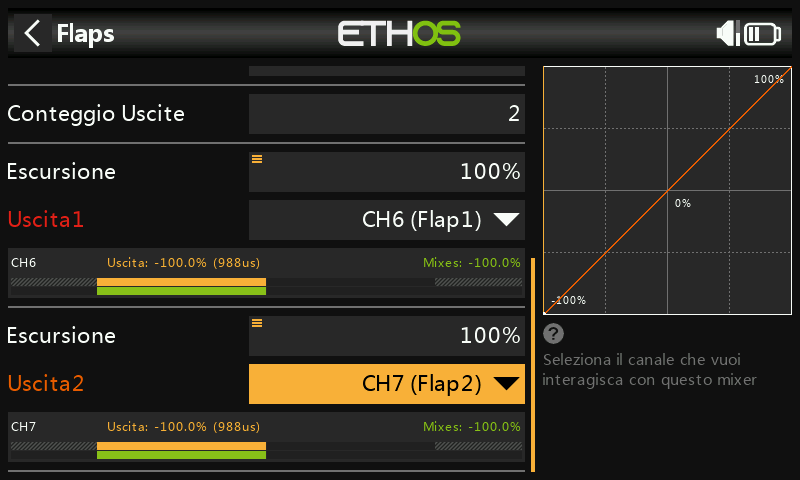 Flaps
ETHOS
Conteggio Uscite
2
Escursione
100%
Uscita1
CH6 (Flap1)
CH6
Uscita: -100.0% (988us)
Mixes: -100.0%
Escursione
100%
Uscita2
CH7 (Flap2)
CH7
Uscita: -100.0% (988us)
Mixes: -100.0%
100%
0%
-100%
?
Seleziona il canale che vuoi
interagisca con questo mixer